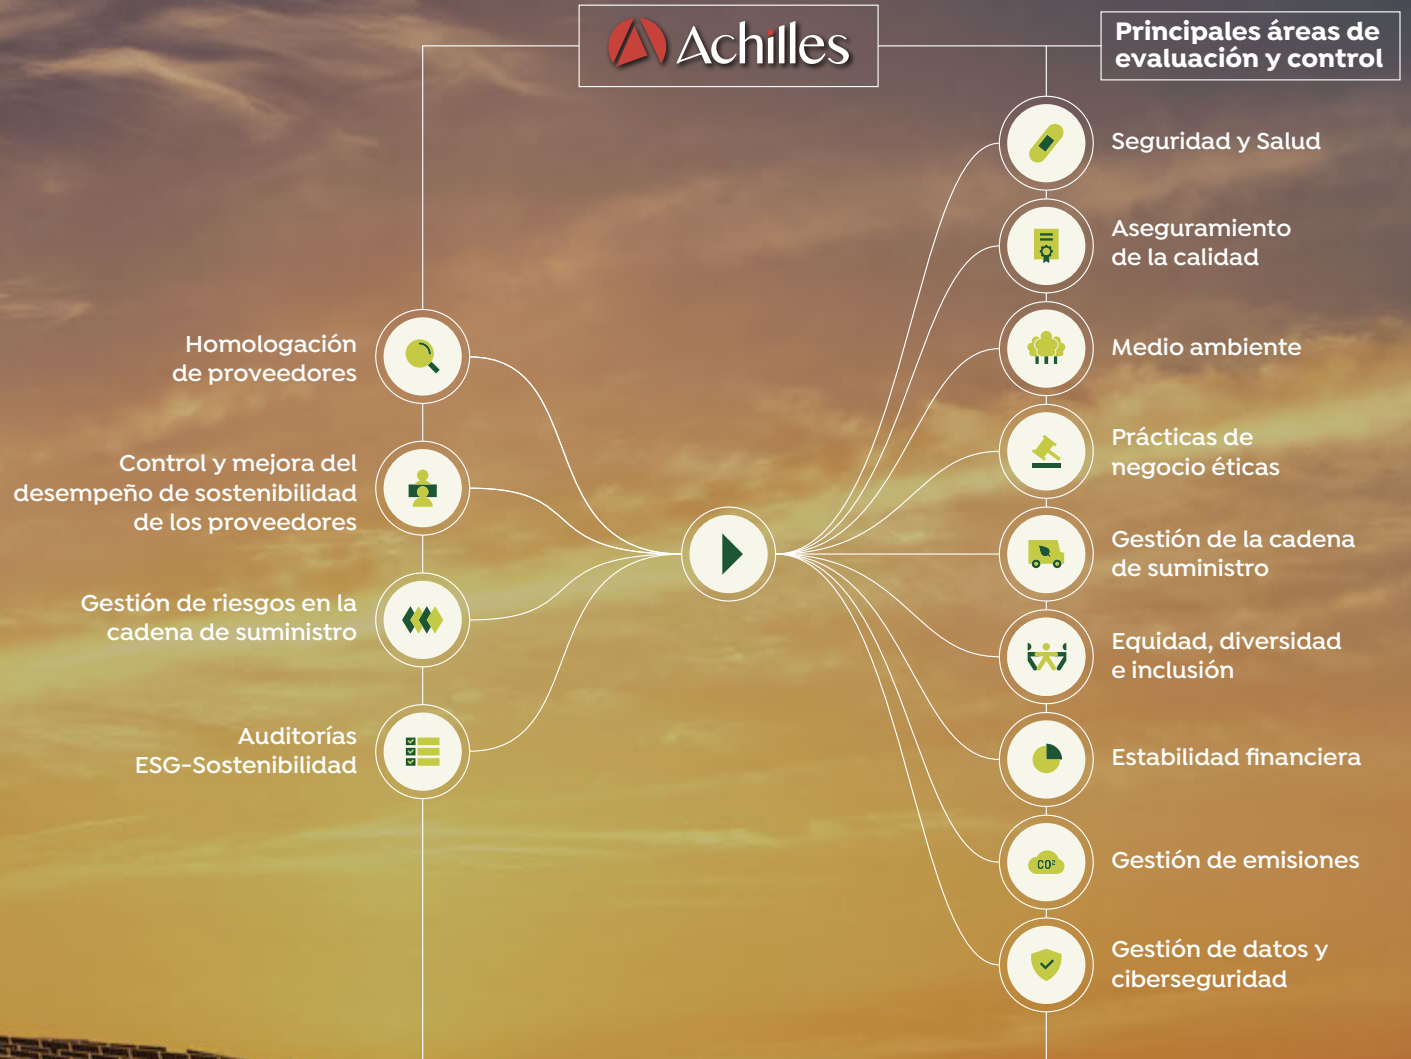 Achilles
Principales áreas de
evaluación y control
Homologación
de proveedores
Control y mejora del
desempeño de sostenibilidad
de los proveedores
Gestión de riesgos en la
cadena de suministro
Auditorías
ESG-Sostenibilidad
Seguridad y Salud
Aseguramiento
de la calidad
Medio ambiente
Prácticas de
negocio éticas
Gestión de la cadena
de suministro
Equidad, diversidad
e inclusión
Estabilidad financiera
CO²
Gestión de emisiones
Gestión de datos y
ciberseguridad